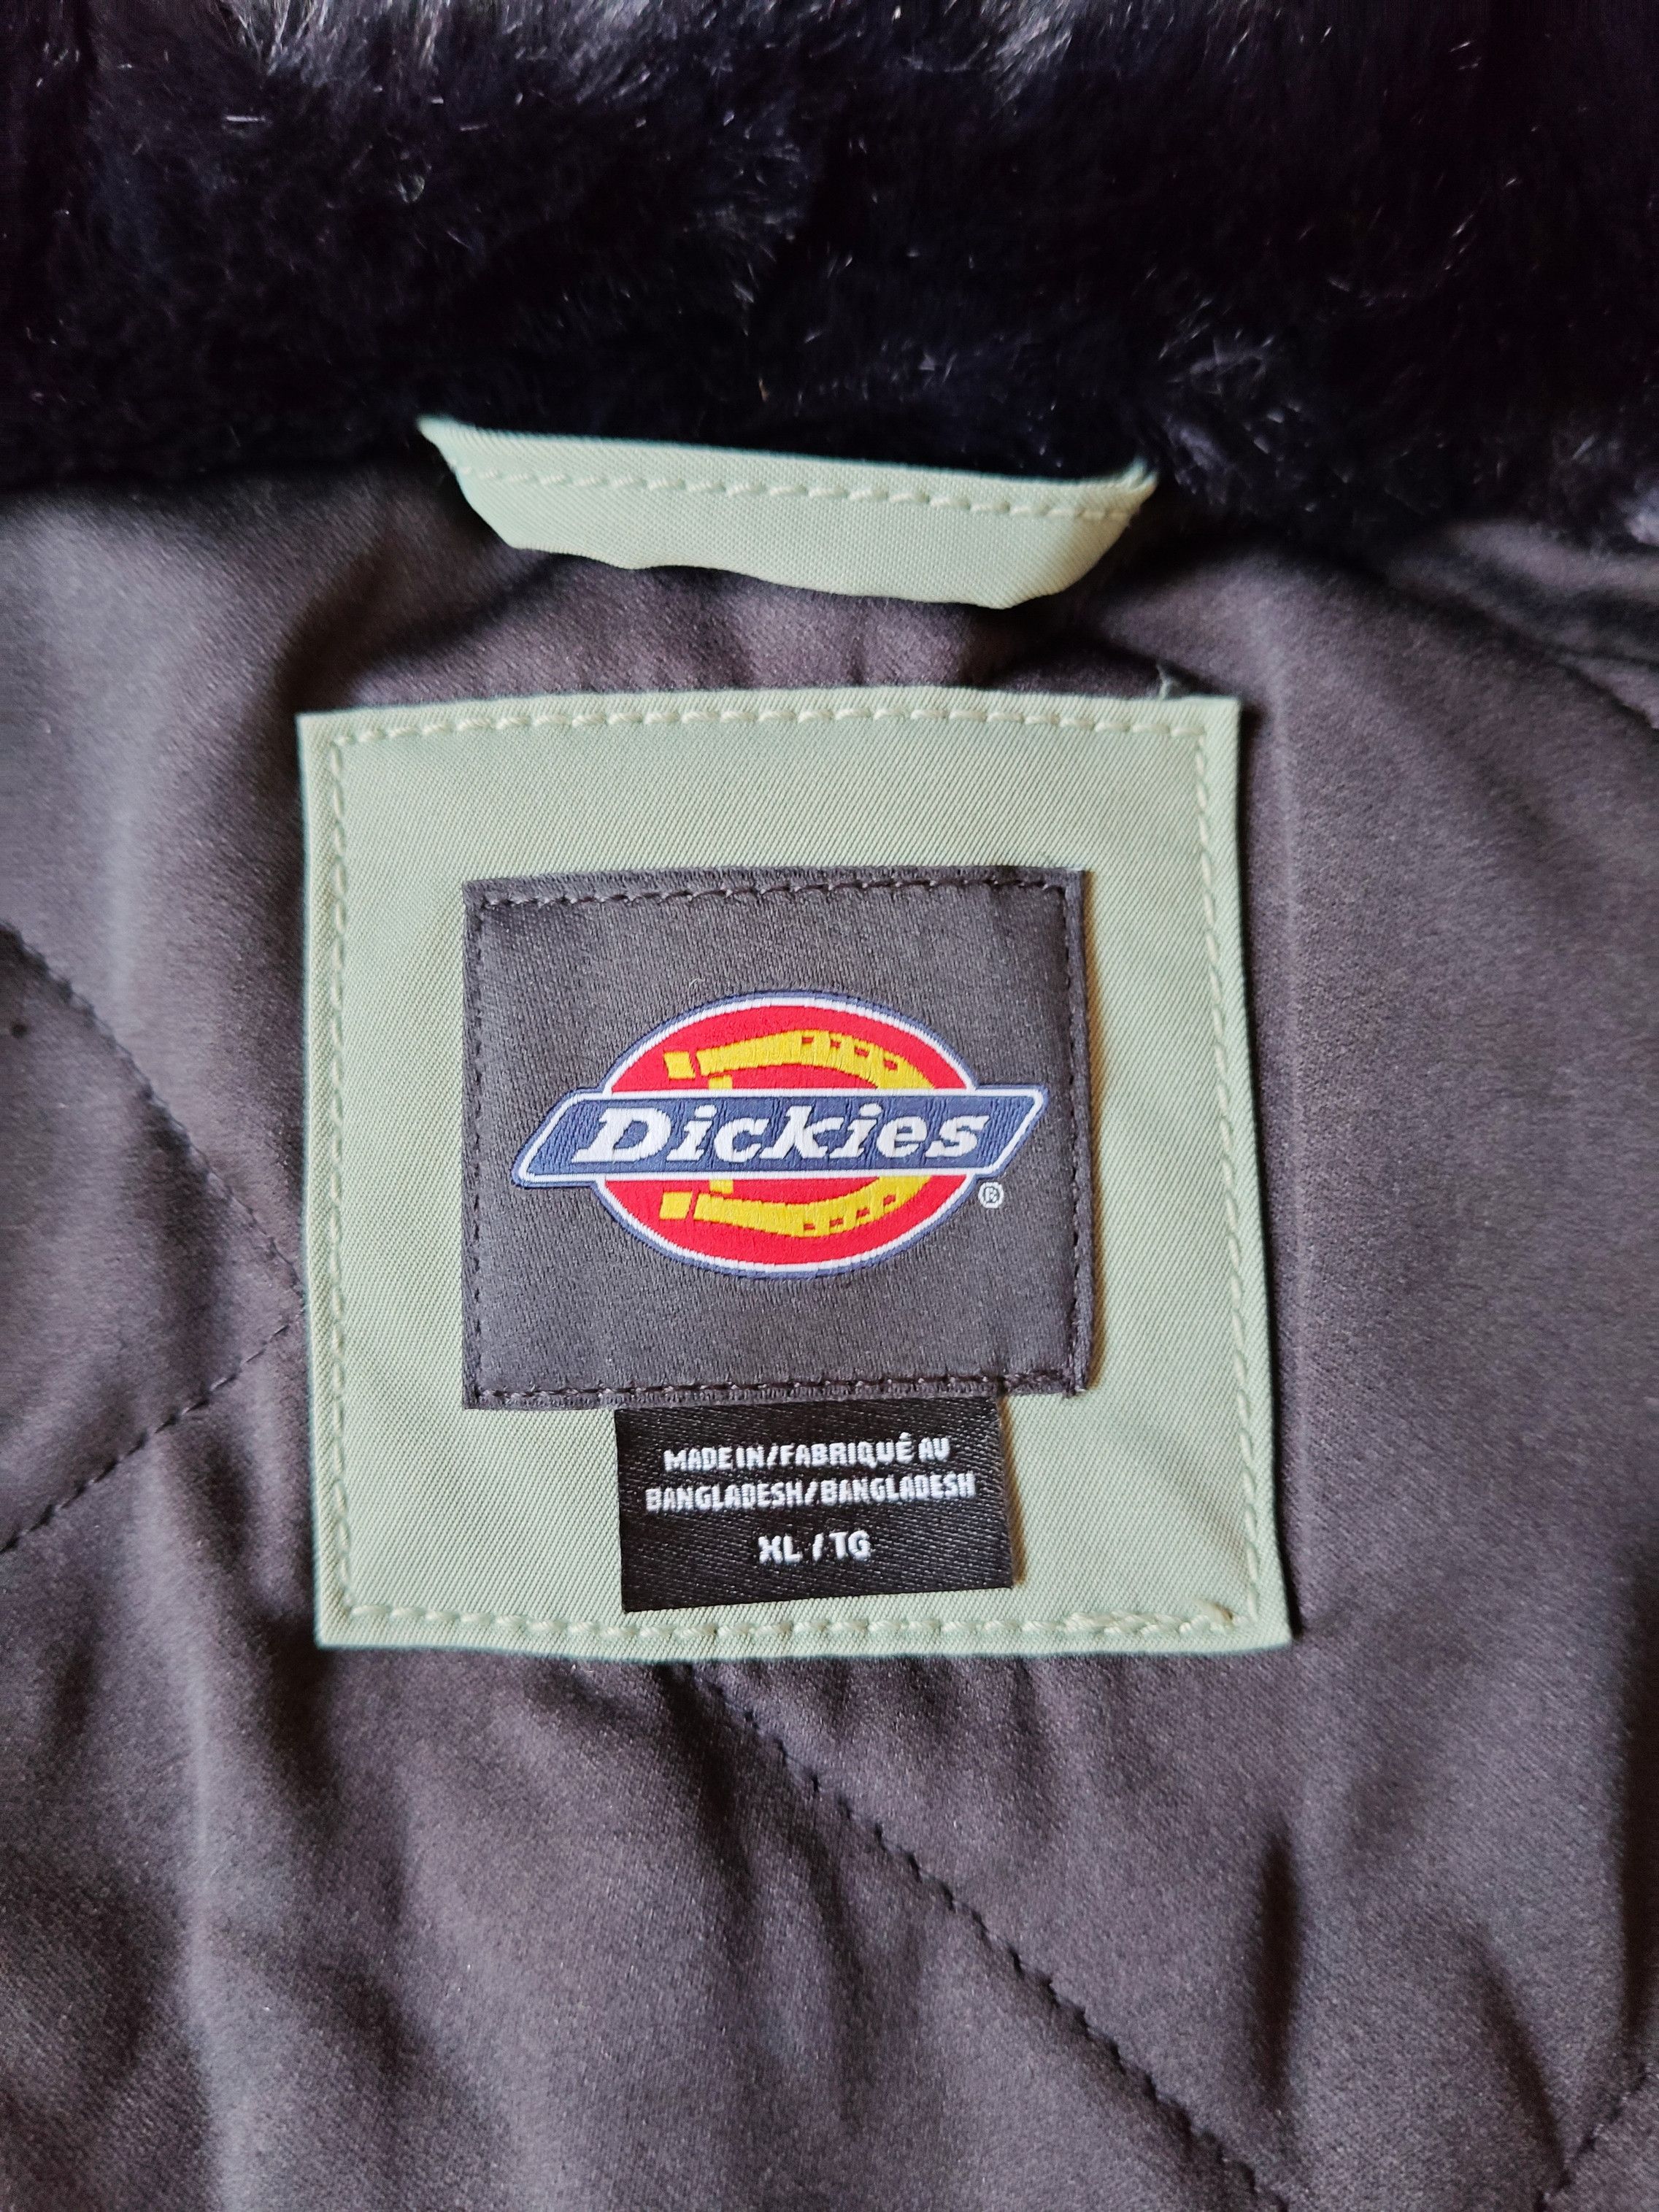 Dickies
®
MADE IN/FABRIQUÉ AU
BANGLADESH/BANGLADESH
XL / TG